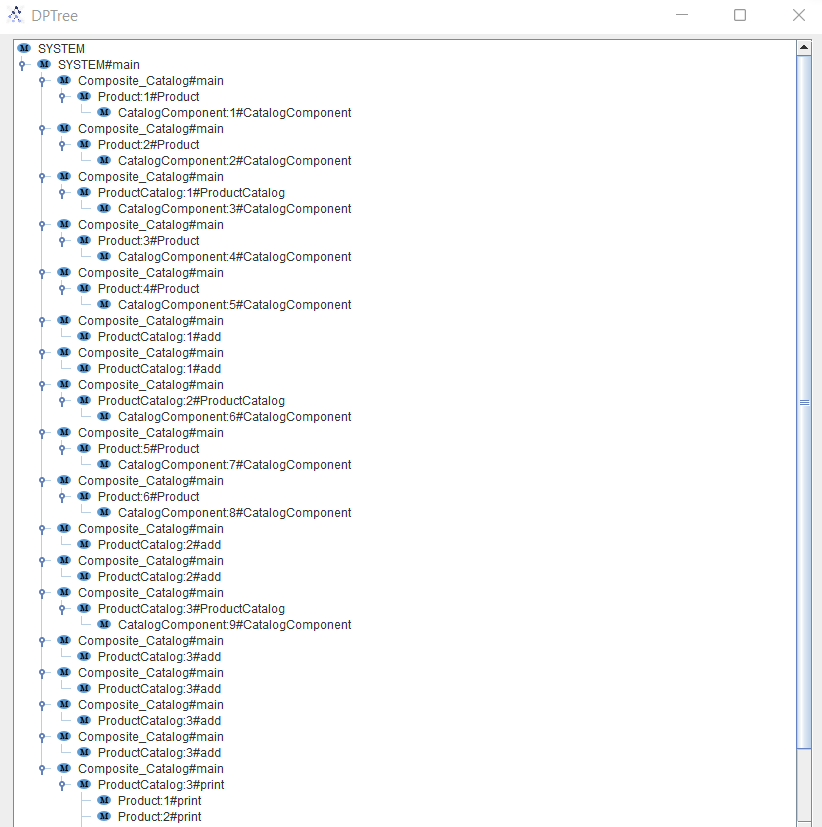 DPTree
SYSTEM
SYSTEM#main
Composite_Catalog#main
Product:1#Product
CatalogComponent:1#CatalogComponent
Composite_Catalog#main
Product:2#Product
CatalogComponent:2#CatalogComponent
Composite_Catalog#main
ProductCatalog:1#ProductCatalog
CatalogComponent:3#CatalogComponent
Composite_Catalog#main
Product:3#Product
CatalogComponent:4#CatalogComponent
Composite_Catalog#main
Product:4#Product
CatalogComponent:5#CatalogComponent
Composite_Catalog#main
ProductCatalog:1#add
Composite_Catalog#main
ProductCatalog:1#add
Composite_Catalog#main
ProductCatalog:2#ProductCatalog
CatalogComponent:6#CatalogComponent
Composite_Catalog#main
Product:5#Product
CatalogComponent:7#CatalogComponent
Composite_Catalog#main
Product:6#Product
CatalogComponent:8#CatalogComponent
Composite_Catalog#main
ProductCatalog:2#add
Composite_Catalog#main
ProductCatalog:2#add
Composite_Catalog#main
ProductCatalog:3#ProductCatalog
CatalogComponent:9#CatalogComponent
Composite_Catalog#main
ProductCatalog:3#add
Composite_Catalog#main
ProductCatalog:3#add
Composite_Catalog#main
ProductCatalog:3#add
Composite_Catalog#main
ProductCatalog:3#add
Composite_Catalog#main
ProductCatalog:3#print
Product:1#print
Product:2#print